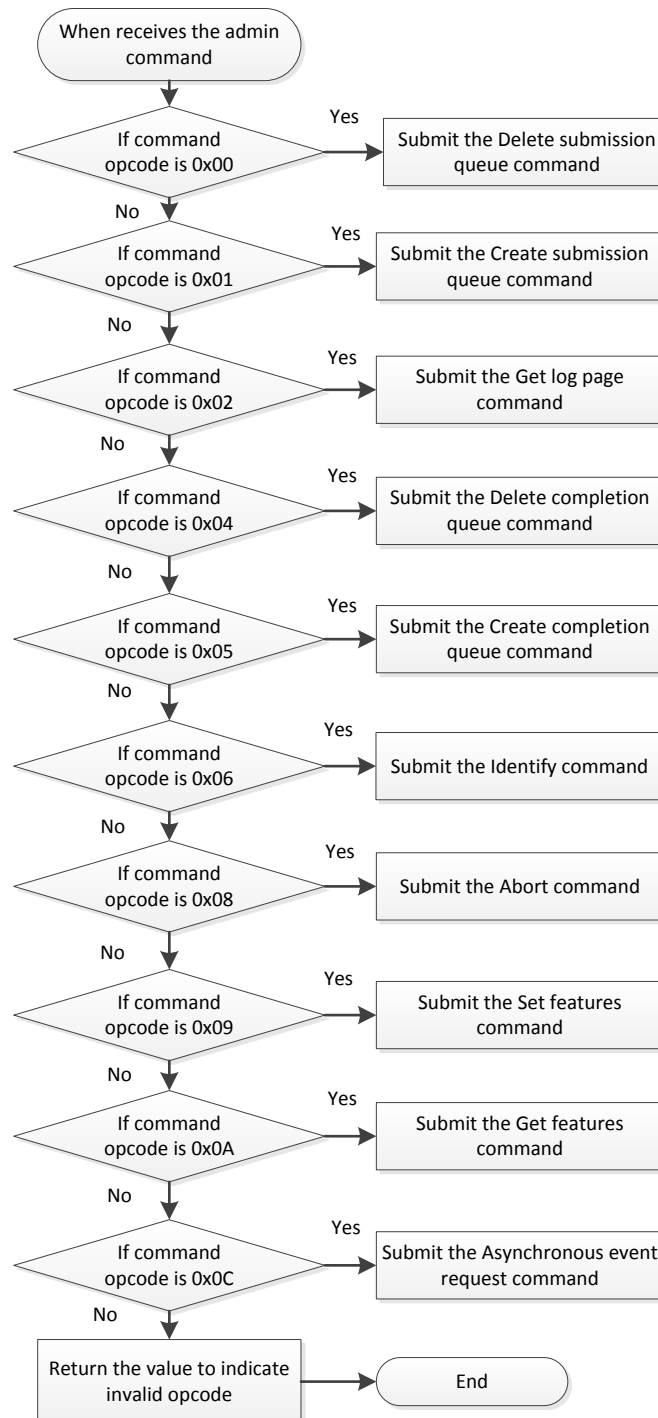 When receives the admin
command
If command
opcode is 0x00
Yes
Submit the Delete submission
queue command
No
If command
opcode is 0x01
Yes
Submit the Create submission
queue command
No
If command
opcode is 0x02
Yes
Submit the Get log page
command
No
If command
opcode is 0x04
Yes
Submit the Delete completion
queue command
No
If command
opcode is 0x05
Yes
Submit the Create completion
queue command
No
If command
opcode is 0x06
Yes
Submit the Identify command
No
If command
opcode is 0x08
Yes
Submit the Abort command
No
If command
opcode is 0x09
Yes
Submit the Set features
command
No
If command
opcode is 0x0A
Yes
Submit the Get features
command
No
If command
opcode is 0x0C
Yes
Submit the Asynchronous event
request command
No
Return the value to indicate
invalid opcode
End